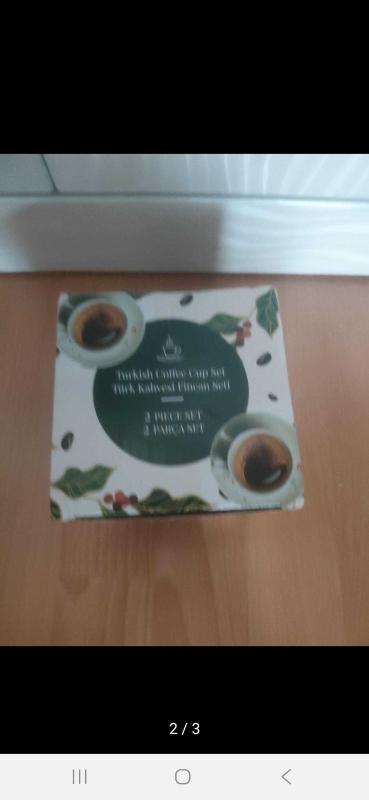 Turkish Coffee Cup Set
Türk Kahvesi Fincan Seti
2 PIECE SET
2 PARÇA SET
2 / 3